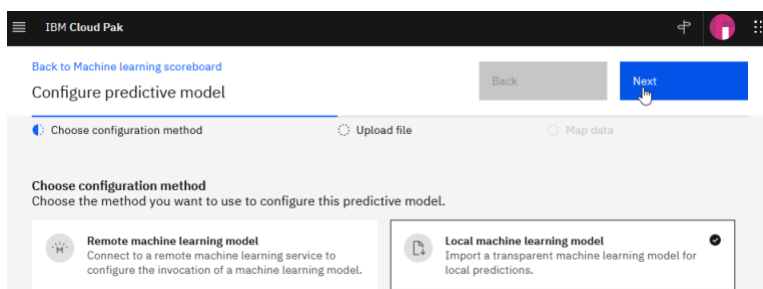 IBM Cloud Pak
Back to Machine learning scoreboard
Configure predictive model
Back
Next
Choose configuration method
Upload file
Map data
Choose configuration method
Choose the method you want to use to configure this predictive model.
M
Remote machine learning model
Connect to a remote machine learning service to
configure the invocation of a machine learning model.
Local machine learning model
Import a transparent machine learning model for
local predictions.